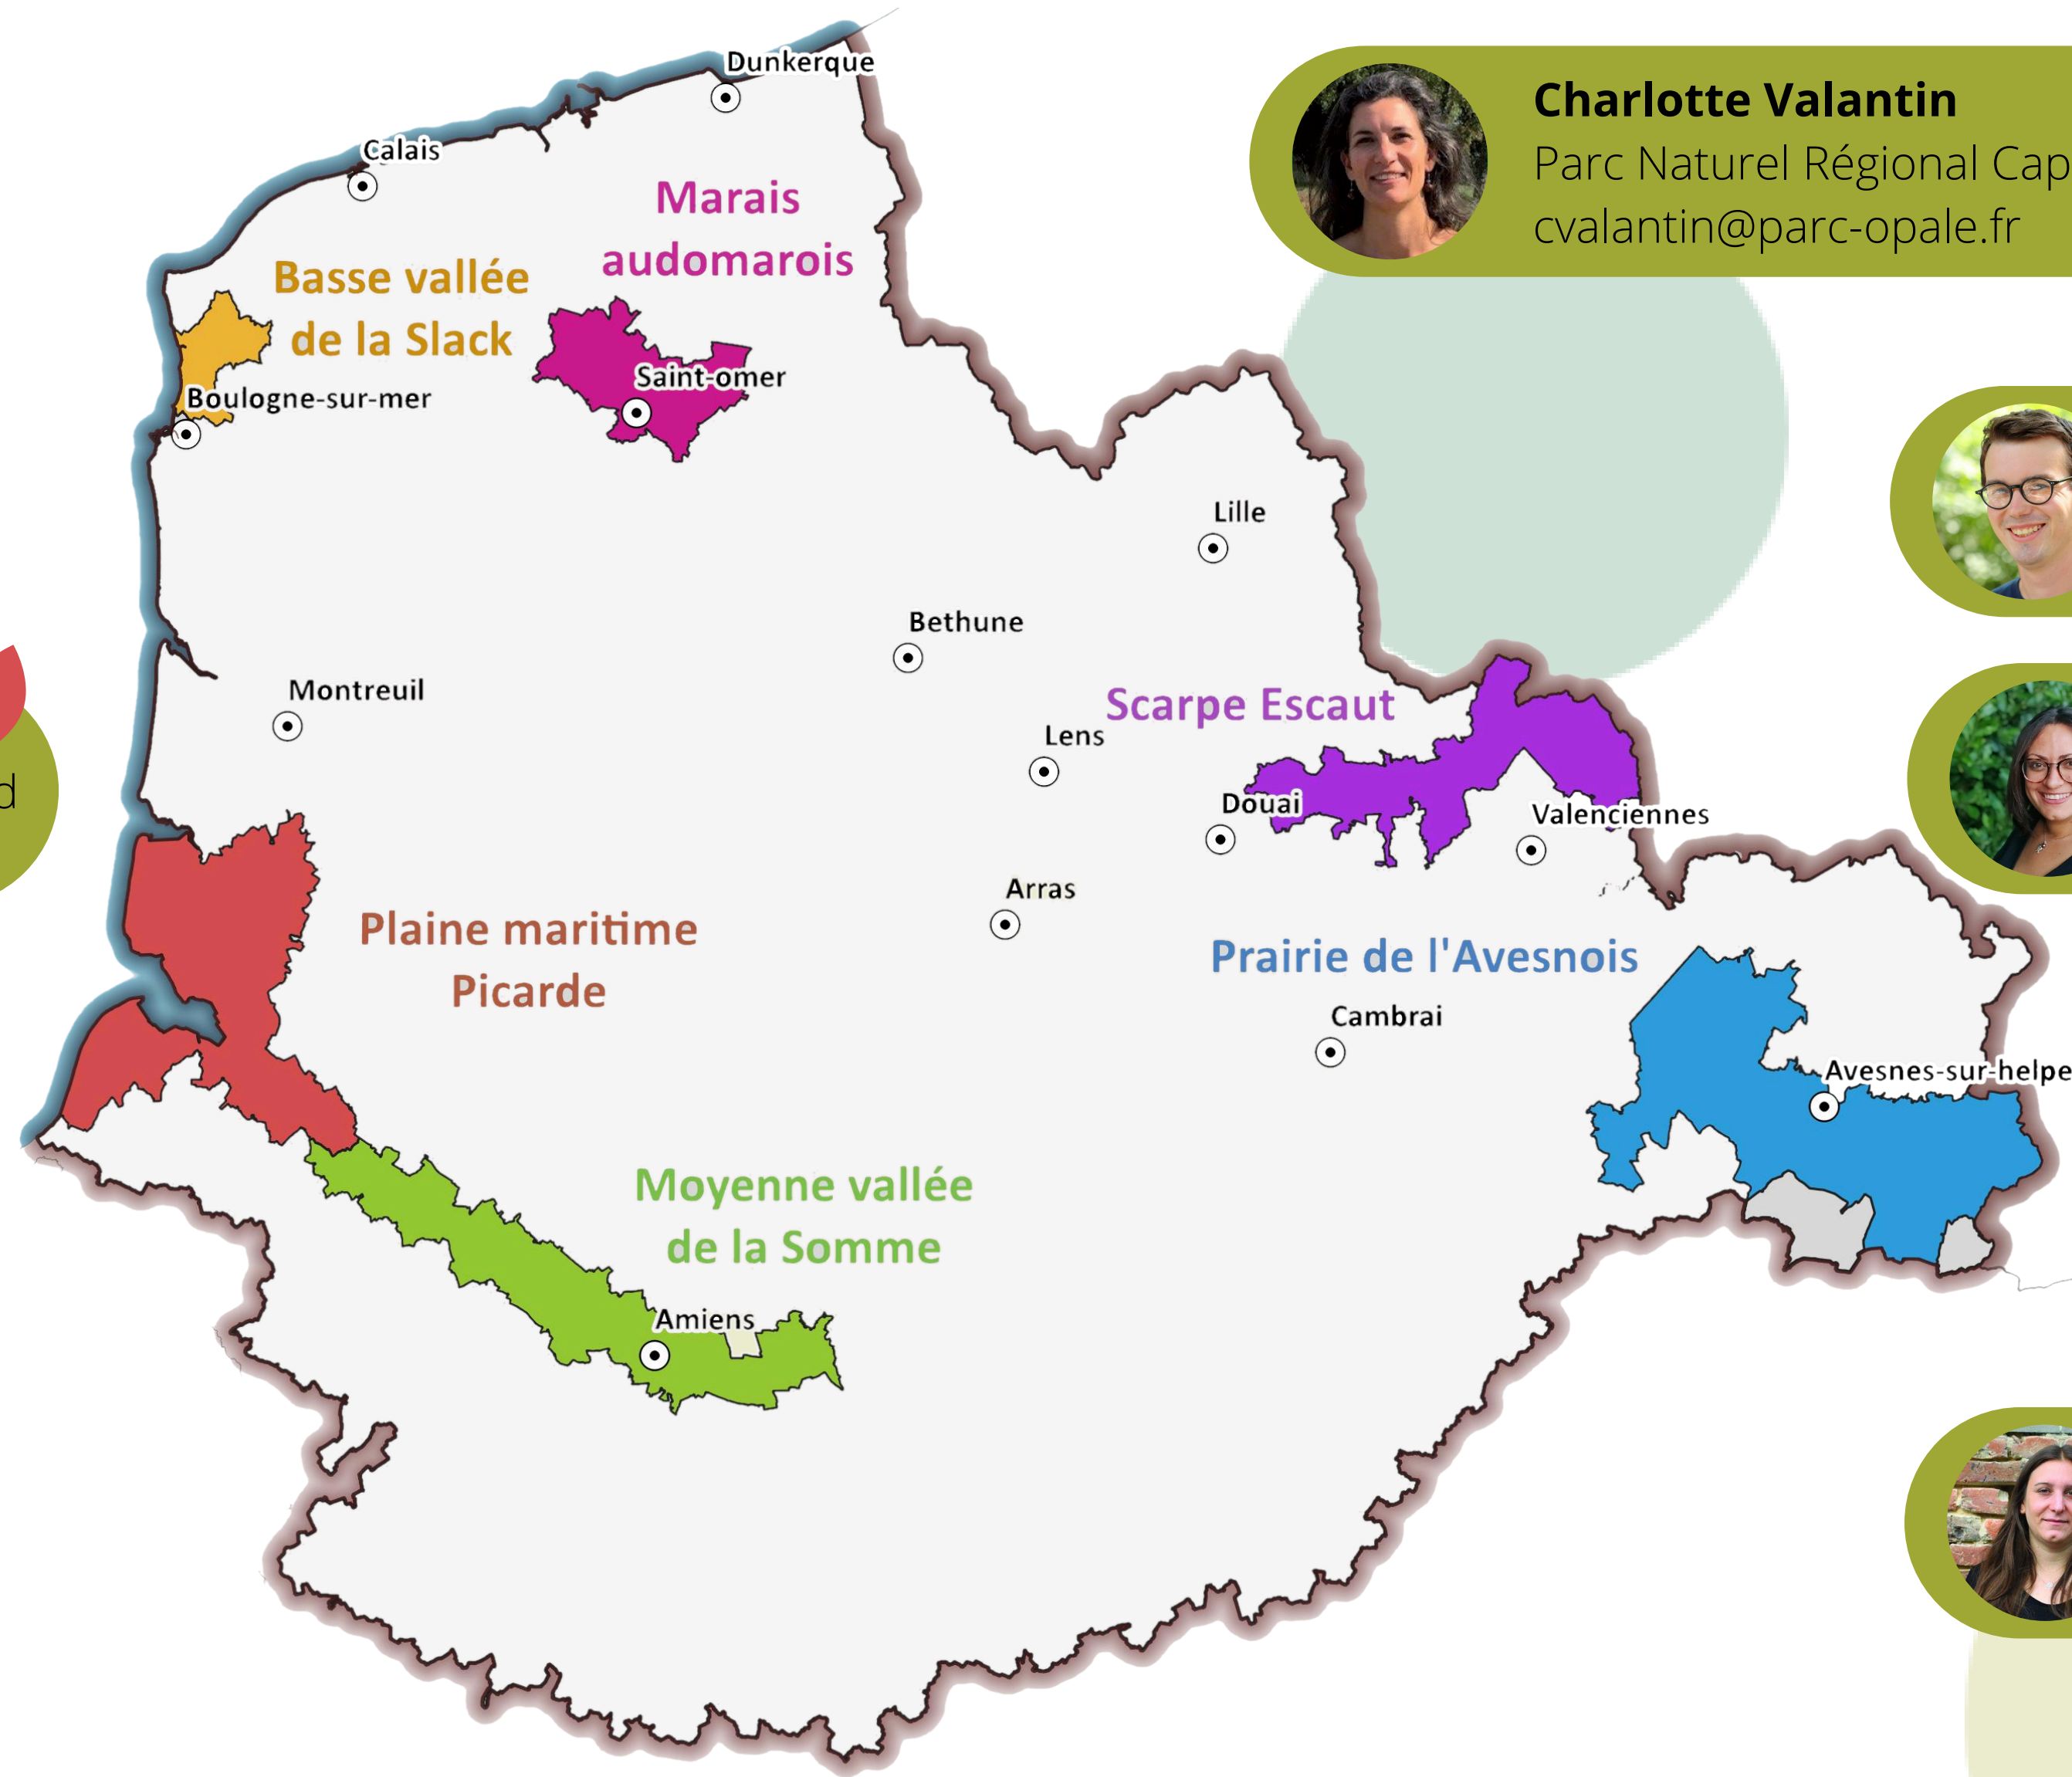 Dunkerque
Charlotte Valantin
Parc Naturel Régional Cap
cvalantin@parc-opale.fr
Calais
Marais
audomarois
Basse vallée
de la Slack
Saint-omer
Boulogne-sur-mer
Lille
Bethune
Montreuil
Scarpe Escaut
Lens
d
Douai
Valenciennes
Arras
Plaine maritime
Picarde
Prairie de l'Avesnois
Cambrai
Avesnes-sur-helpe
Moyenne vallée
de la Somme
Amiens